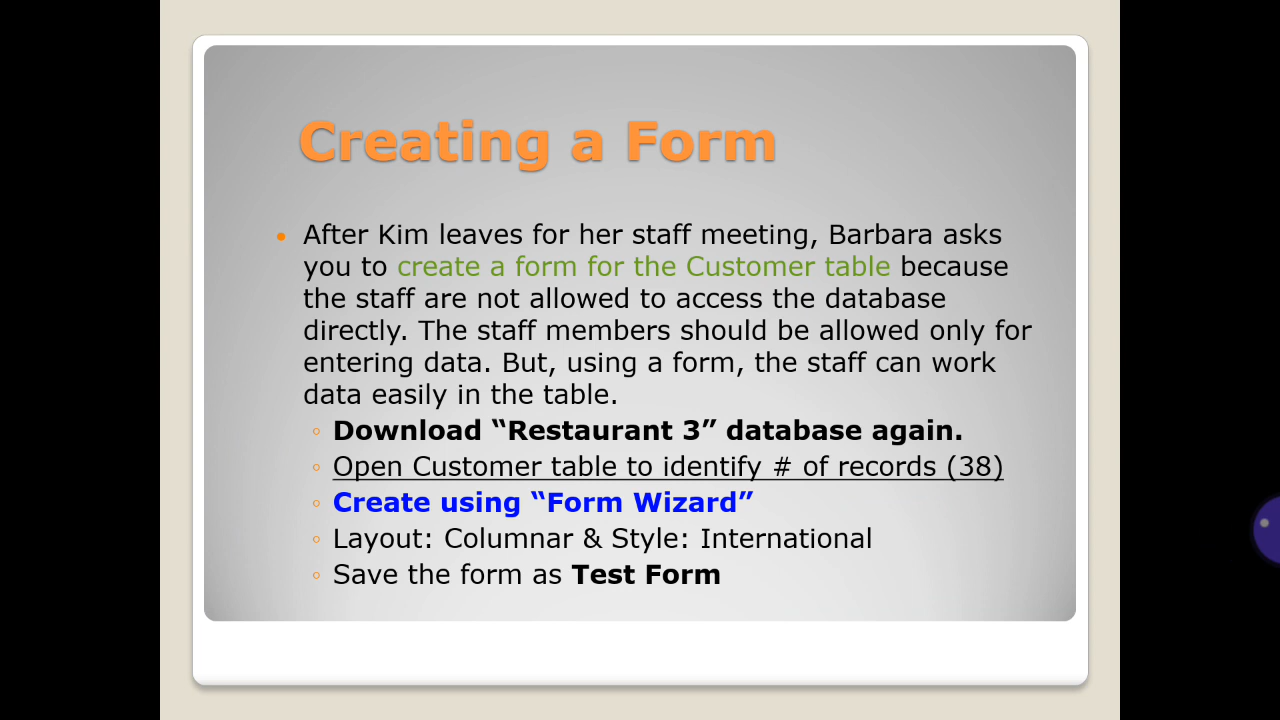 Creating a Form
After Kim leaves for her staff meeting, Barbara asks
you to create a form for the Customer table because
the staff are not allowed to access the database
directly. The staff members should be allowed only for
entering data. But, using a form, the staff can work
data easily in the table.
Download “Restaurant 3” database again.
Open Customer table to identify # of records (38)
Create using “Form Wizard”
Layout: Columnar & Style: International
Save the form as Test Form